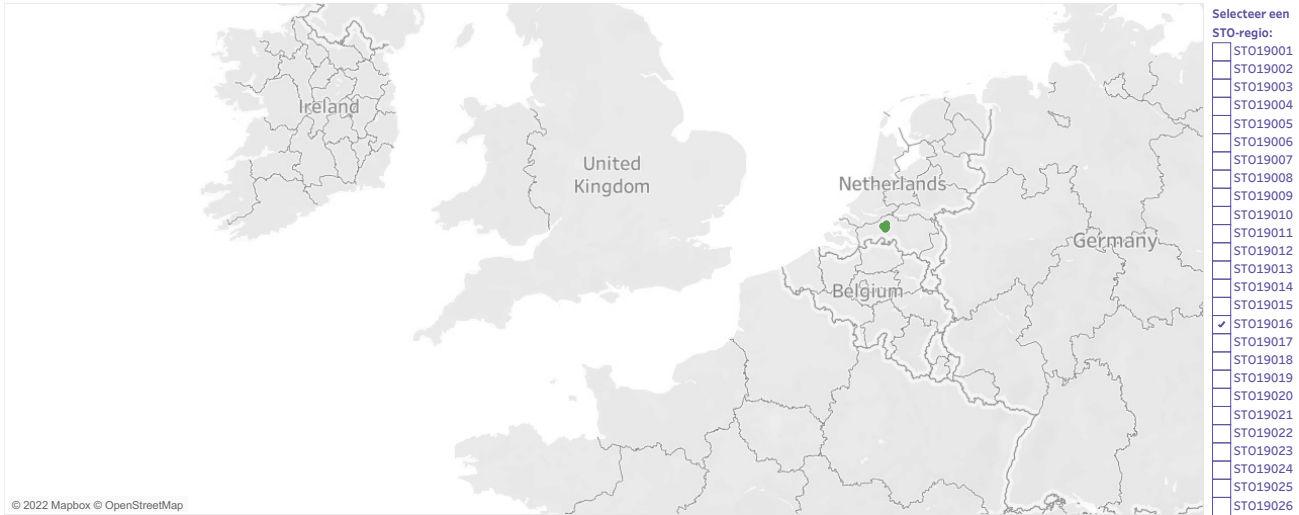 Ireland
United
Kingdom
Netherlands
Germany
Belgium
© 2022 Mapbox © OpenStreetMap
Selecteer een
STO-regio:
STO19001
STO19002
STO19003
STO19004
STO19005
STO19006
STO19007
STO19008
STO19009
STO19010
STO19011
STO19012
STO19013
STO19014
STO19015
STO19016
STO19017
STO19018
STO19019
STO19020
STO19021
STO19022
STO19023
STO19024
STO19025
STO19026